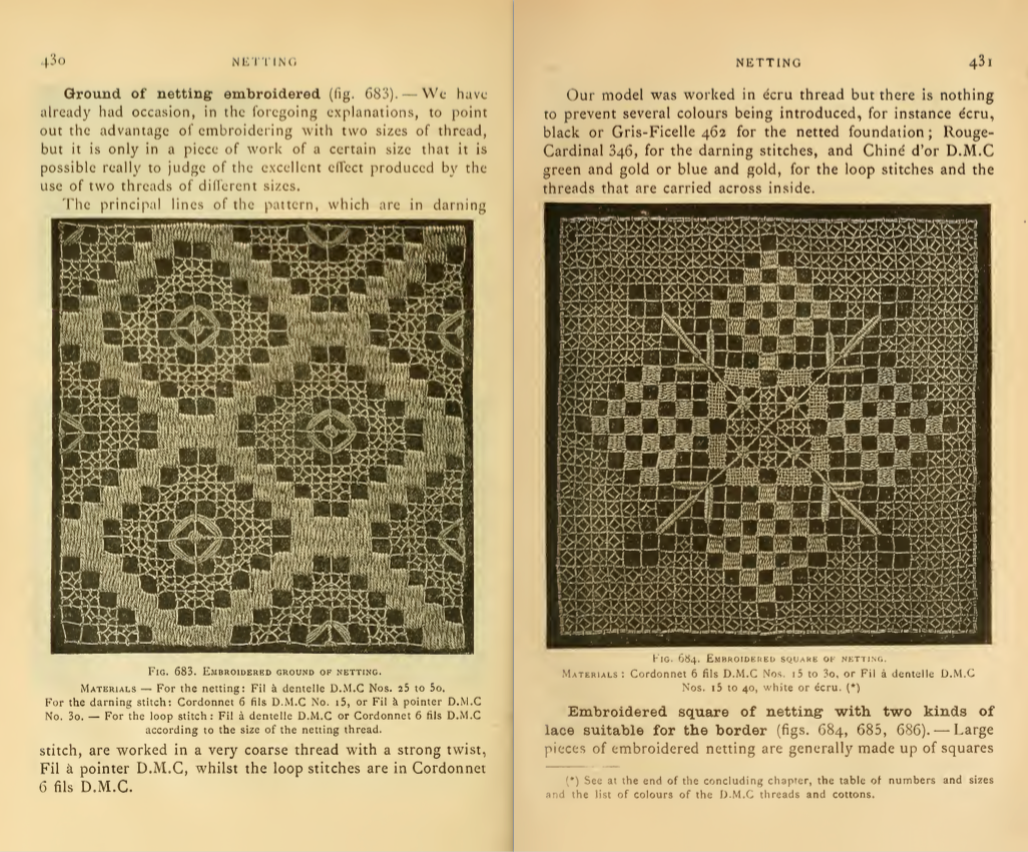 430
NETTING
Ground of netting embroidered (fig. 683). — We have
already had occasion, in the foregoing explanations, to point
out the advantage of embroidering with two sizes of thread,
but it is only in a piece of work of a certain size that it is
possible really to judge of the excellent effect produced by the
use of two threads of different sizes.
The principal lines of the pattern, which are in darning
Fig. 683. Embroidered ground of netting.
Materials — For the netting: Fil à dentelle D.M.C Nos. 25 to 50.
For the darning stitch: Cordonnet 6 fils D.M.C No. 15, or Fil à pointer D.M.C
No. 30. — For the loop stitch: Fil à dentelle D.M.C or Cordonnet 6 fils D.M.C
according to the size of the netting thread.
stitch, are worked in a very coarse thread with a strong twist,
Fil à pointer D.M.C, whilst the loop stitches are in Cordonnet
6 fils D.M.C.
NETTING
431
Our model was worked in écru thread but there is nothing
to prevent several colours being introduced, for instance écru,
black or Gris-Ficelle 462 for the netted foundation; Rouge-
Cardinal 346, for the darning stitches, and Chiné d'or D.M.C
green and gold or blue and gold, for the loop stitches and the
threads that are carried across inside.
Fig. 684. Embroidered square of netting.
Materials: Cordonnet 6 fils D.M.C Nos. 15 to 30, or Fil à dentelle D.M.C
Nos. 15 to 40, white or écru. (*)
Embroidered square of netting with two kinds of
lace suitable for the border (figs. 684, 685, 686). — Large
pieces of embroidered netting are generally made up of squares
(*) See at the end of the concluding chapter, the table of numbers and sizes
and the list of colours of the D.M.C threads and cottons.